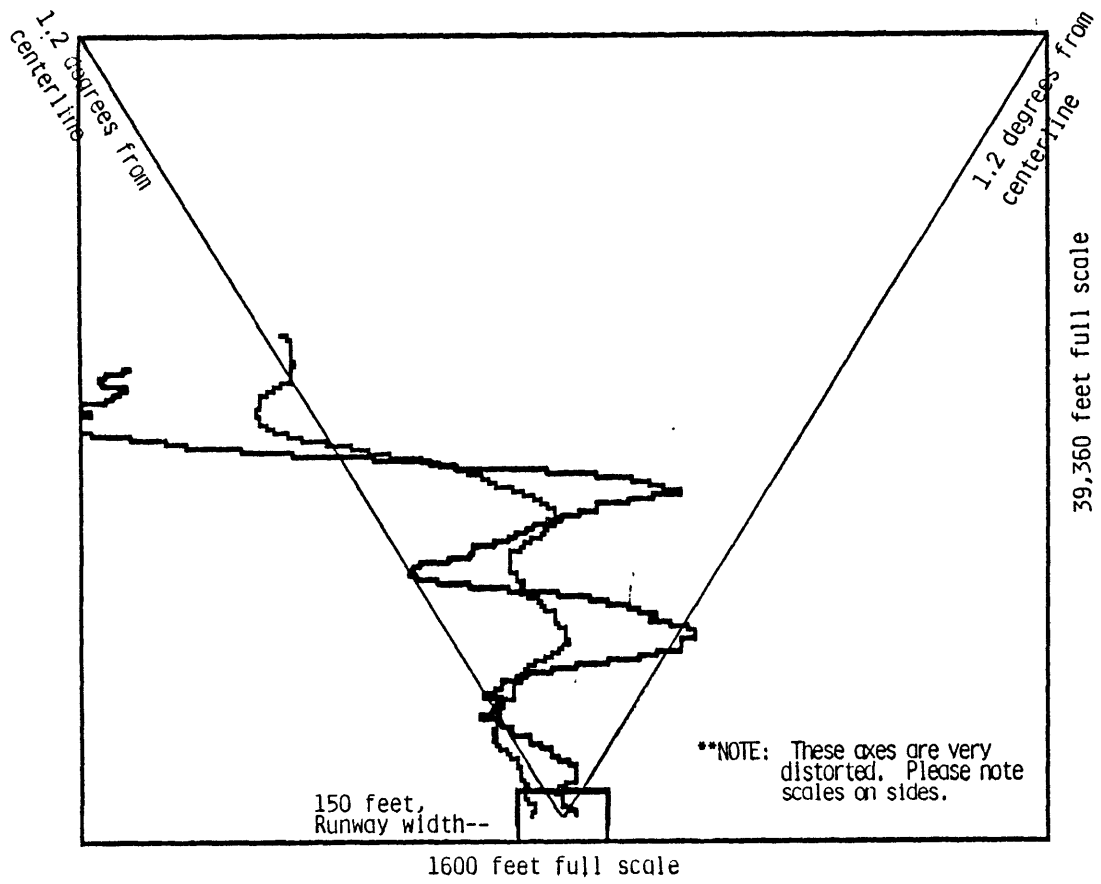 1.2 degrees from
centerline
1.2 degrees from
centerline
39,360 feet full scale
**NOTE: These axes are very
distorted. Please note
scales on sides.
150 feet,
Runway width--
1600 feet full scale